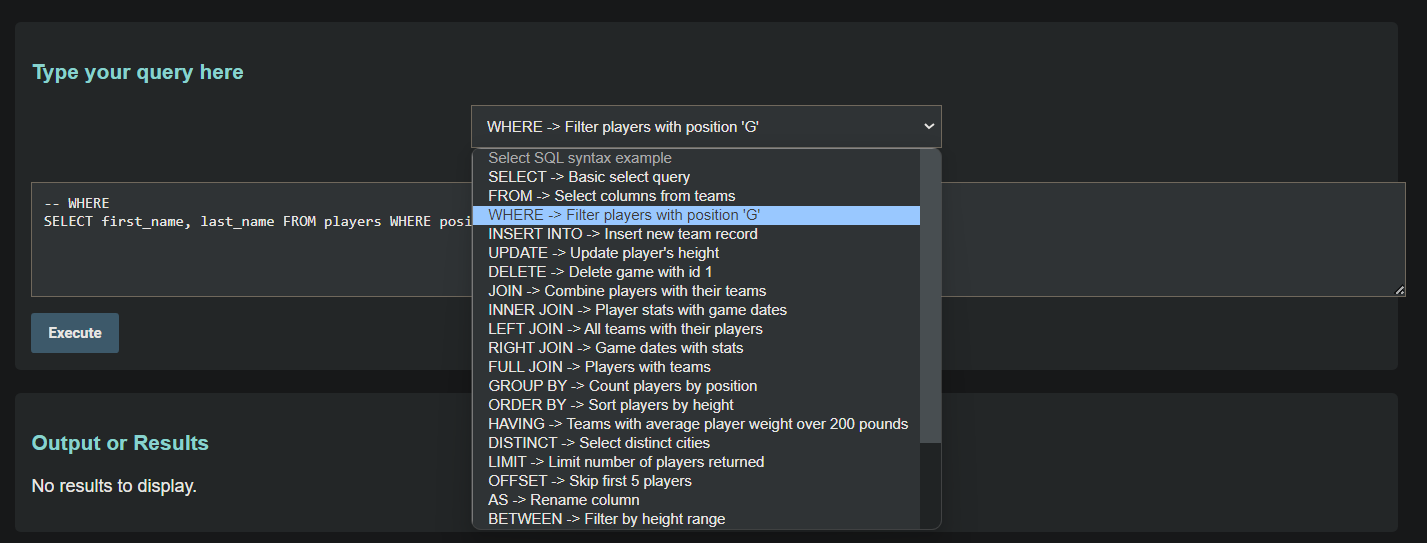 Type your query here
WHERE -> Filter players with position 'G'
Select SQL syntax example
SELECT -> Basic select query
FROM -> Select columns from teams
WHERE -> Filter players with position 'G'
INSERT INTO -> Insert new team record
UPDATE -> Update player's height
DELETE -> Delete game with id 1
JOIN -> Combine players with their teams
INNER JOIN -> Player stats with game dates
LEFT JOIN -> All teams with their players
RIGHT JOIN -> Game dates with stats
FULL JOIN -> Players with teams
GROUP BY -> Count players by position
ORDER BY -> Sort players by height
HAVING -> Teams with average player weight over 200 pounds
DISTINCT -> Select distinct cities
LIMIT -> Limit number of players returned
OFFSET -> Skip first 5 players
AS -> Rename column
BETWEEN -> Filter by height range
-- WHERE
SELECT first_name, last_name FROM players WHERE posi
Execute
Output or Results
No results to display.